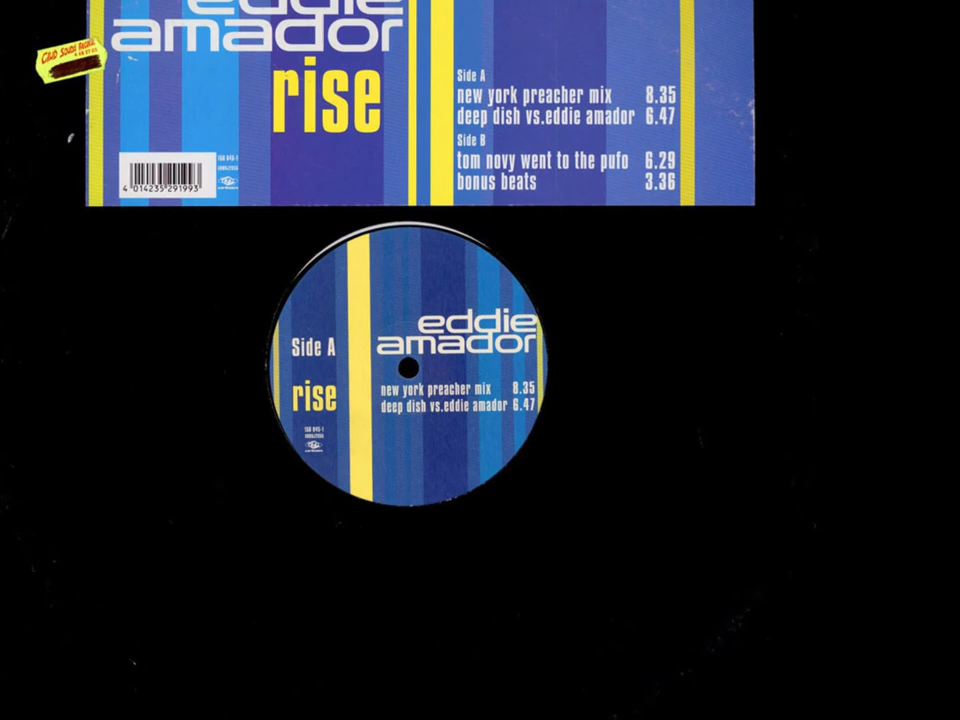 eddie
amador
rise
Side A
new york preacher mix 8.35
deep dish vs.eddie amador 6.47
Side B
tom novy went to the pufo 6.29
bonus beats 3.36
4 014235 291993
Side A
rise
eddie
amador
new york preacher mix 8.35
deep dish vs.eddie amador 6.47